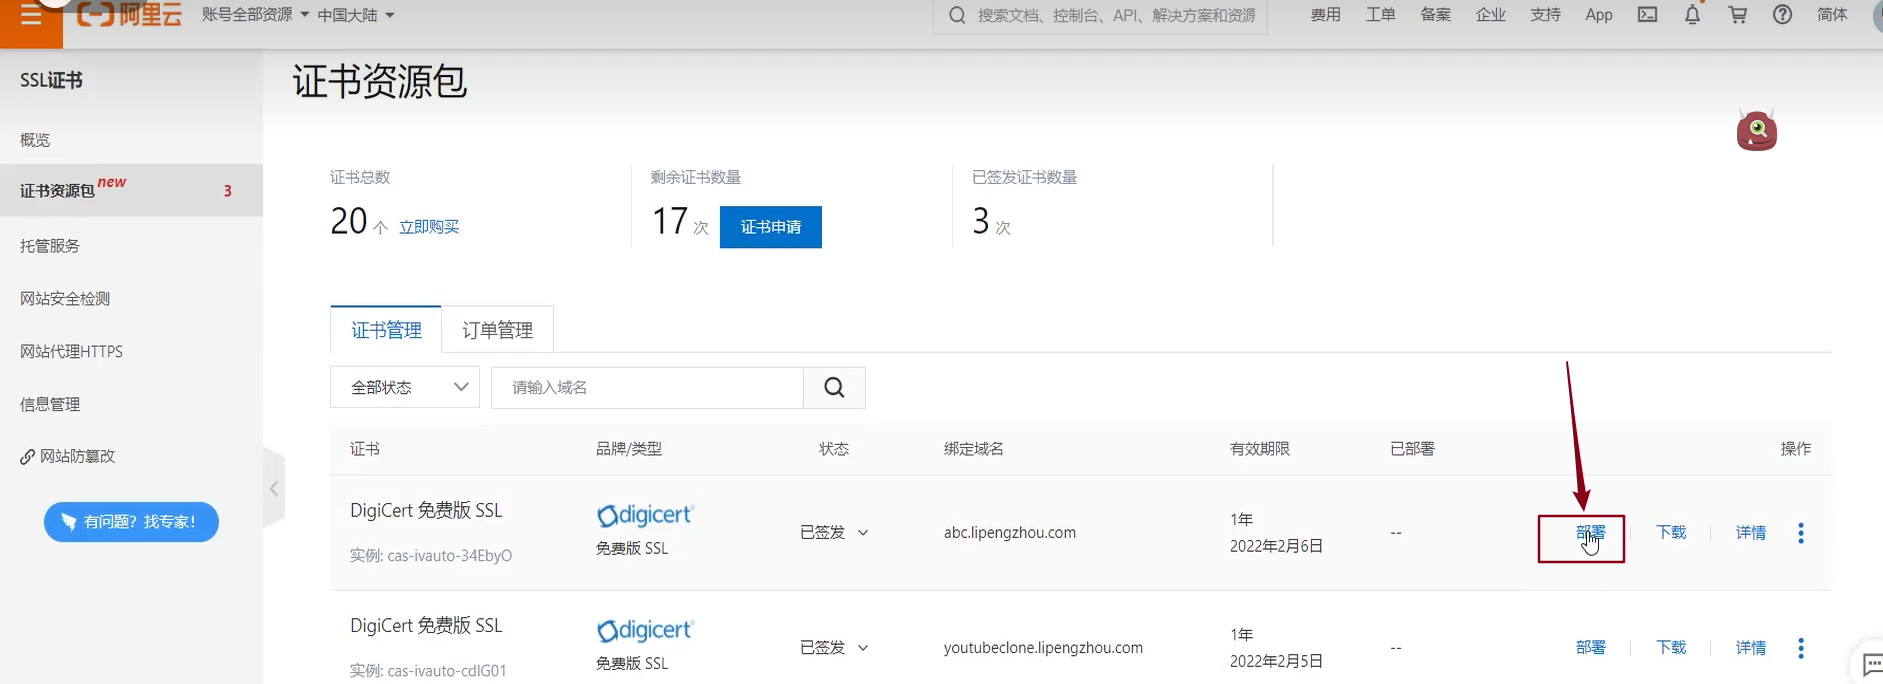 阿里云 账号全部资源 中国大陆 搜索文档、控制台、API、解决方案和资源 费用 工单 备案 企业 支持 App 简体
SSL证书
证书资源包
概览
证书资源包 new 3
托管服务
网站安全检测
网站代理HTTPS
信息管理
网站防篡改
有问题？找专家！
证书总数 剩余证书数量 已签发证书数量
20 个 立即购买 17 次 证书申请 3 次
证书管理 订单管理
全部状态 请输入域名
证书 品牌/类型 状态 绑定域名 有效期限 已部署 操作
DigiCert 免费版 SSL
实例: cas-ivauto-34EbyO
digicert
免费版 SSL
已签发
abc.lipengzhou.com
1年
2022年2月6日
--
部署 下载 详情
DigiCert 免费版 SSL
实例: cas-ivauto-cdIG01
digicert
免费版 SSL
已签发
youtubeclone.lipengzhou.com
1年
2022年2月5日
--
部署 下载 详情